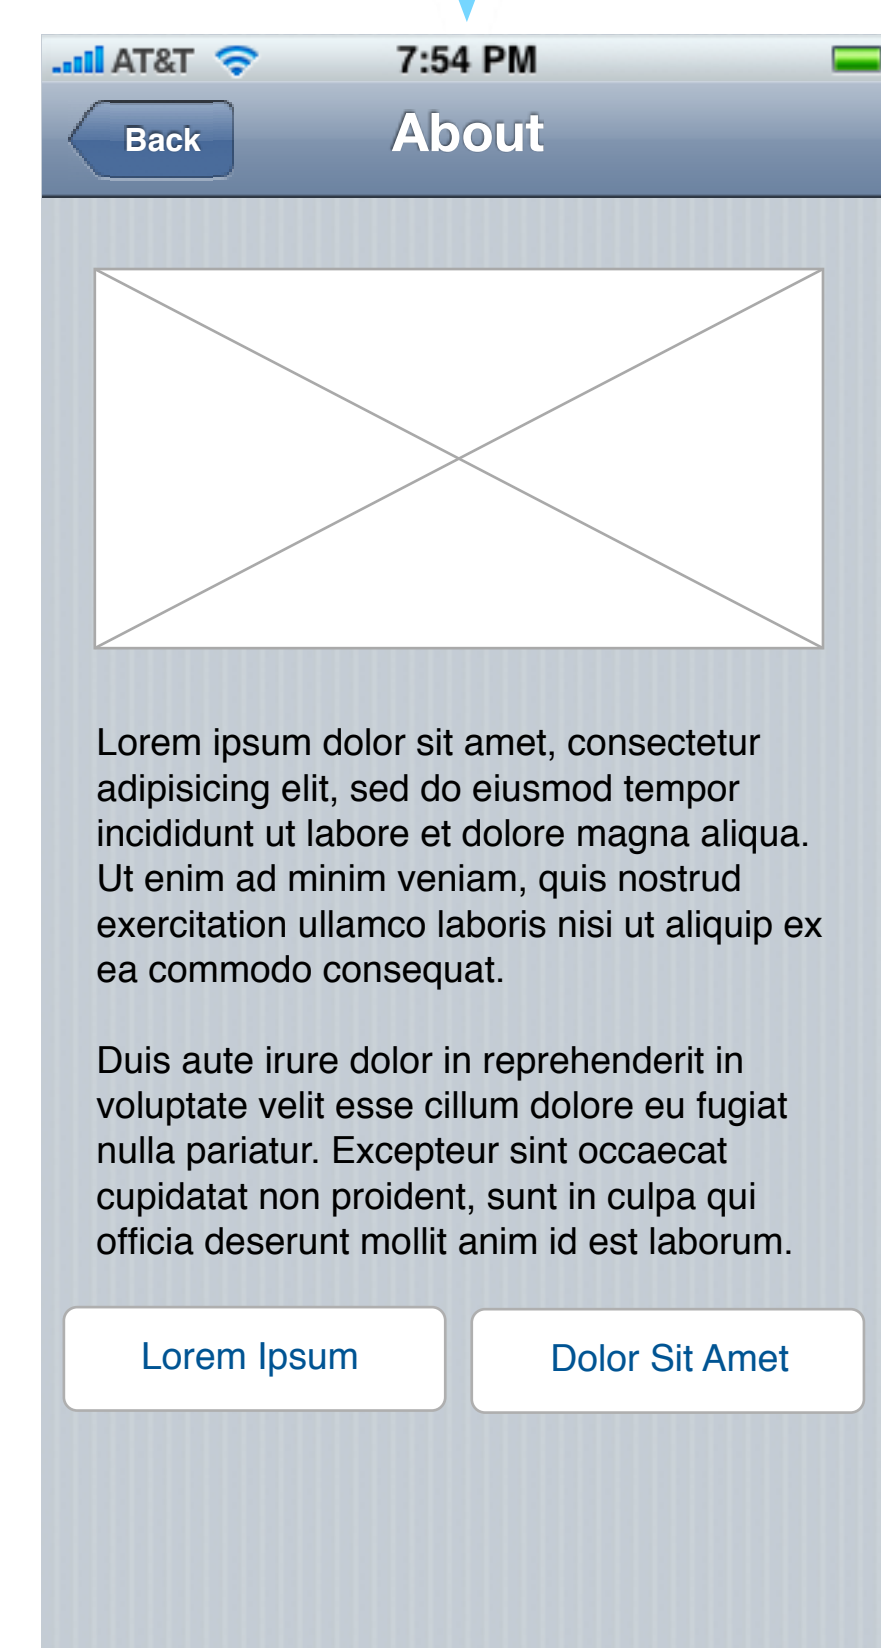 AT&T 7:54 PM
Back About
Lorem ipsum dolor sit amet, consectetur
adipisicing elit, sed do eiusmod tempor
incididunt ut labore et dolore magna aliqua.
Ut enim ad minim veniam, quis nostrud
exercitation ullamco laboris nisi ut aliquip ex
ea commodo consequat.
Duis aute irure dolor in reprehenderit in
voluptate velit esse cillum dolore eu fugiat
nulla pariatur. Excepteur sint occaecat
cupidatat non proident, sunt in culpa qui
officia deserunt mollit anim id est laborum.
Lorem Ipsum Dolor Sit Amet